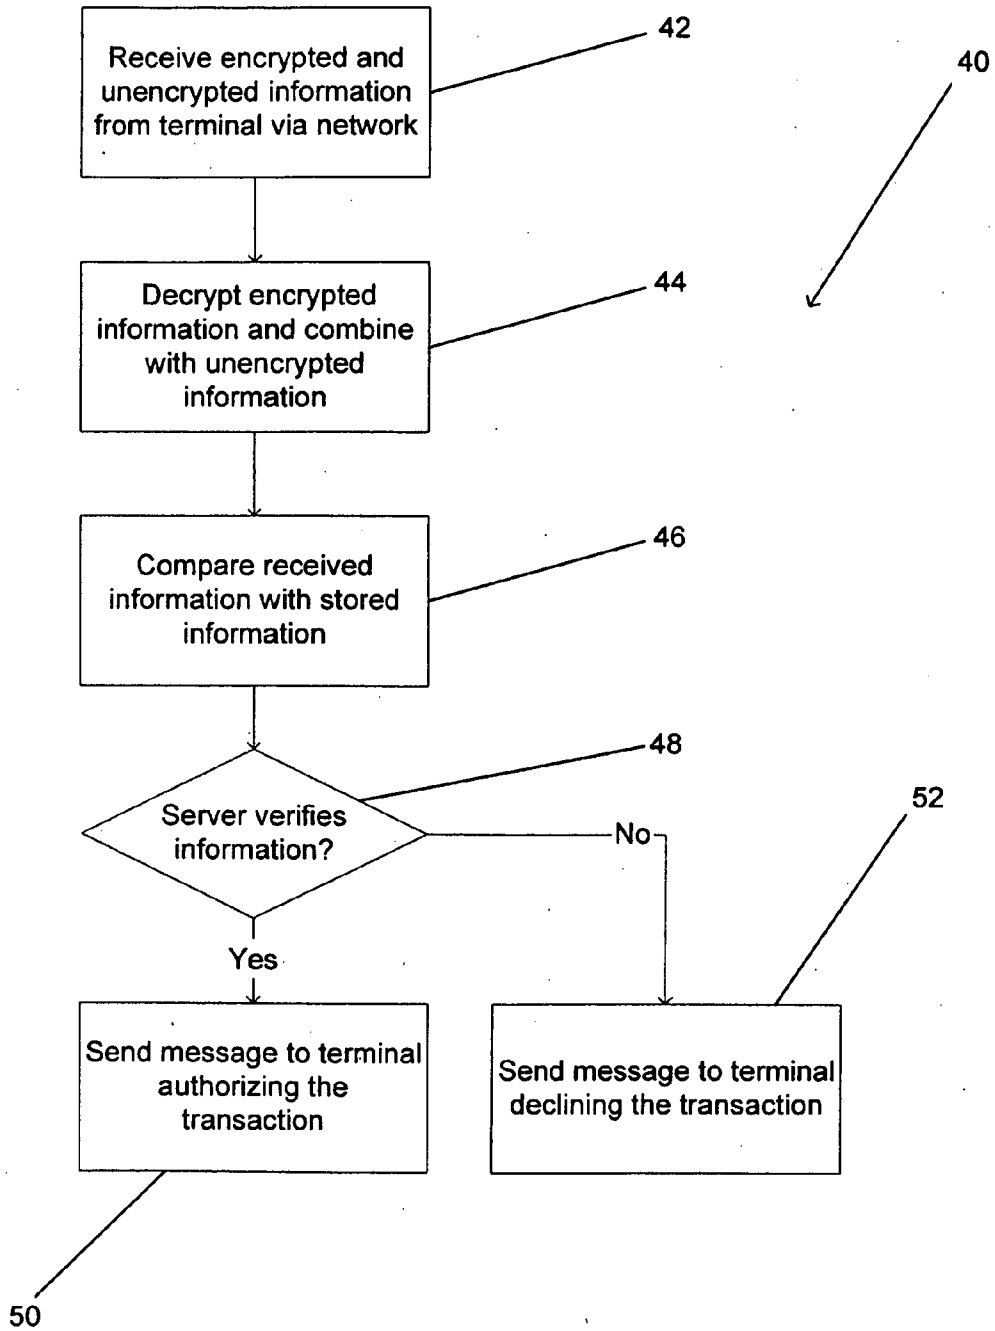 42
Receive encrypted and
unencrypted information
from terminal via network
40
44
Decrypt encrypted
information and combine
with unencrypted
information
46
Compare received
information with stored
information
48
Server verifies
information?
52
No
Yes
Send message to terminal
authorizing the
transaction
Send message to terminal
declining the transaction
50